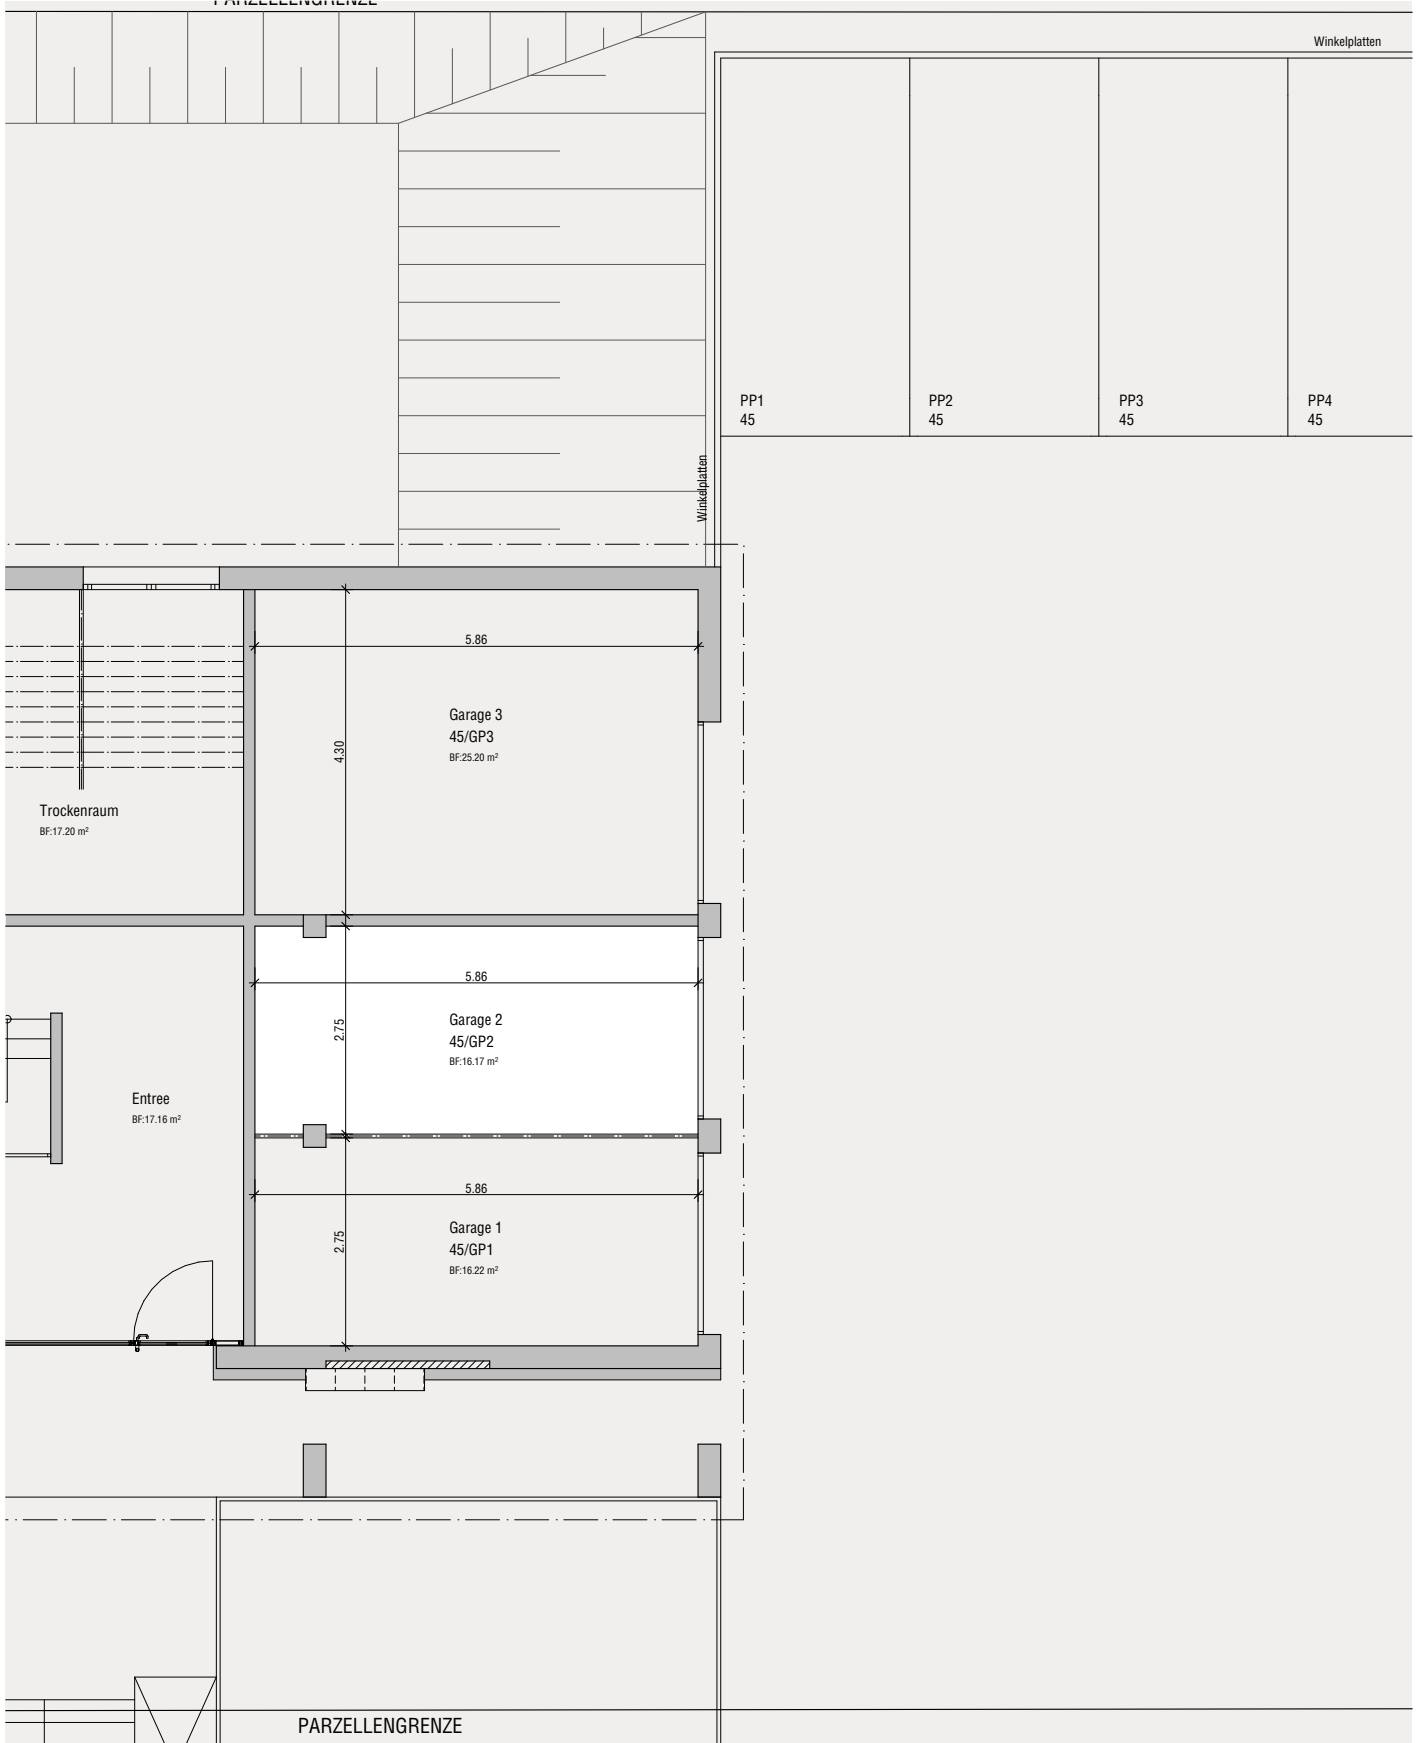 PARZELLENGRENZE
Winkelplatten
PP1
45
PP2
45
PP3
45
PP4
45
Winkelplatten
5.86
Garage 3
45/GP3
BF:25.20 m²
4.30
Trockenraum
BF:17.20 m²
5.86
Garage 2
45/GP2
BF:16.17 m²
2.75
Entree
BF:17.16 m²
5.86
Garage 1
45/GP1
BF:16.22 m²
2.75
PARZELLENGRENZE